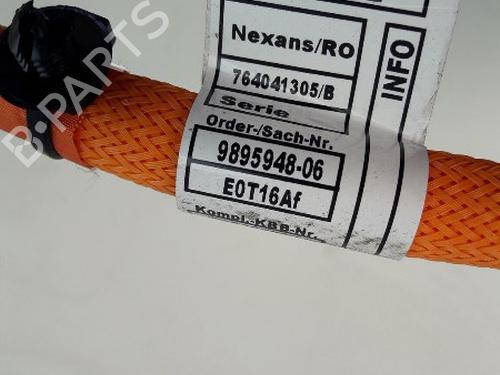 Nexans/RO
764041305/B
Serie
Order-/Sach-Nr.
9895948-06
E0T16Af
Kompl.-KBB-Nr.
INFO
B-PARTS